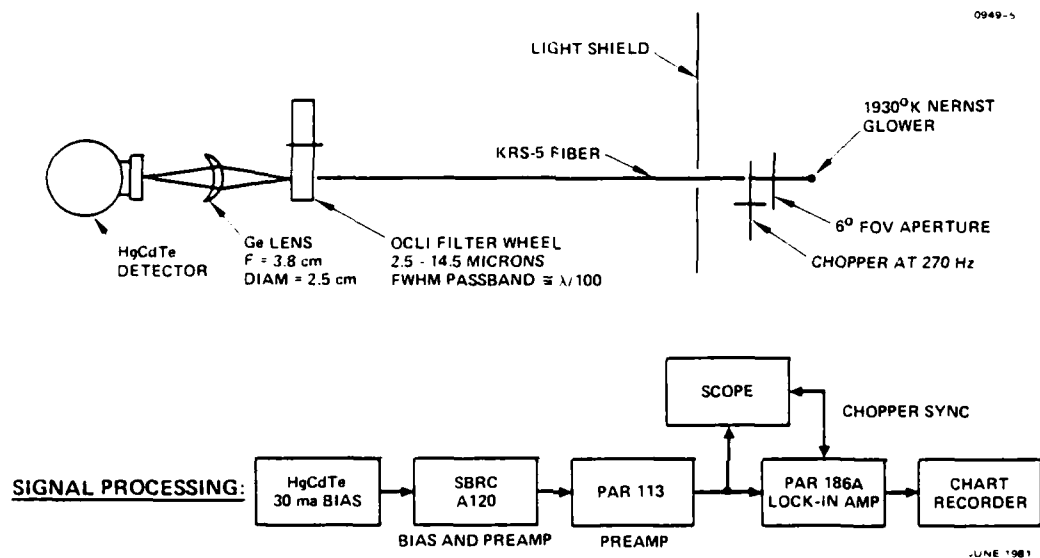 0949-5
LIGHT SHIELD
1930°K NERNST
GLOWER
KRS-5 FIBER
6° FOV APERTURE
CHOPPER AT 270 Hz
HgCdTe
DETECTOR
Ge LENS
F = 3.8 cm
DIAM = 2.5 cm
OCLI FILTER WHEEL
2.5 - 14.5 MICRONS
FWHM PASSBAND ≅ λ/100
SCOPE
CHOPPER SYNC
SIGNAL PROCESSING:
HgCdTe
30 ma BIAS
SBRC
A120
BIAS AND PREAMP
PAR 113
PREAMP
PAR 186A
LOCK-IN AMP
CHART
RECORDER
JUNE 1981